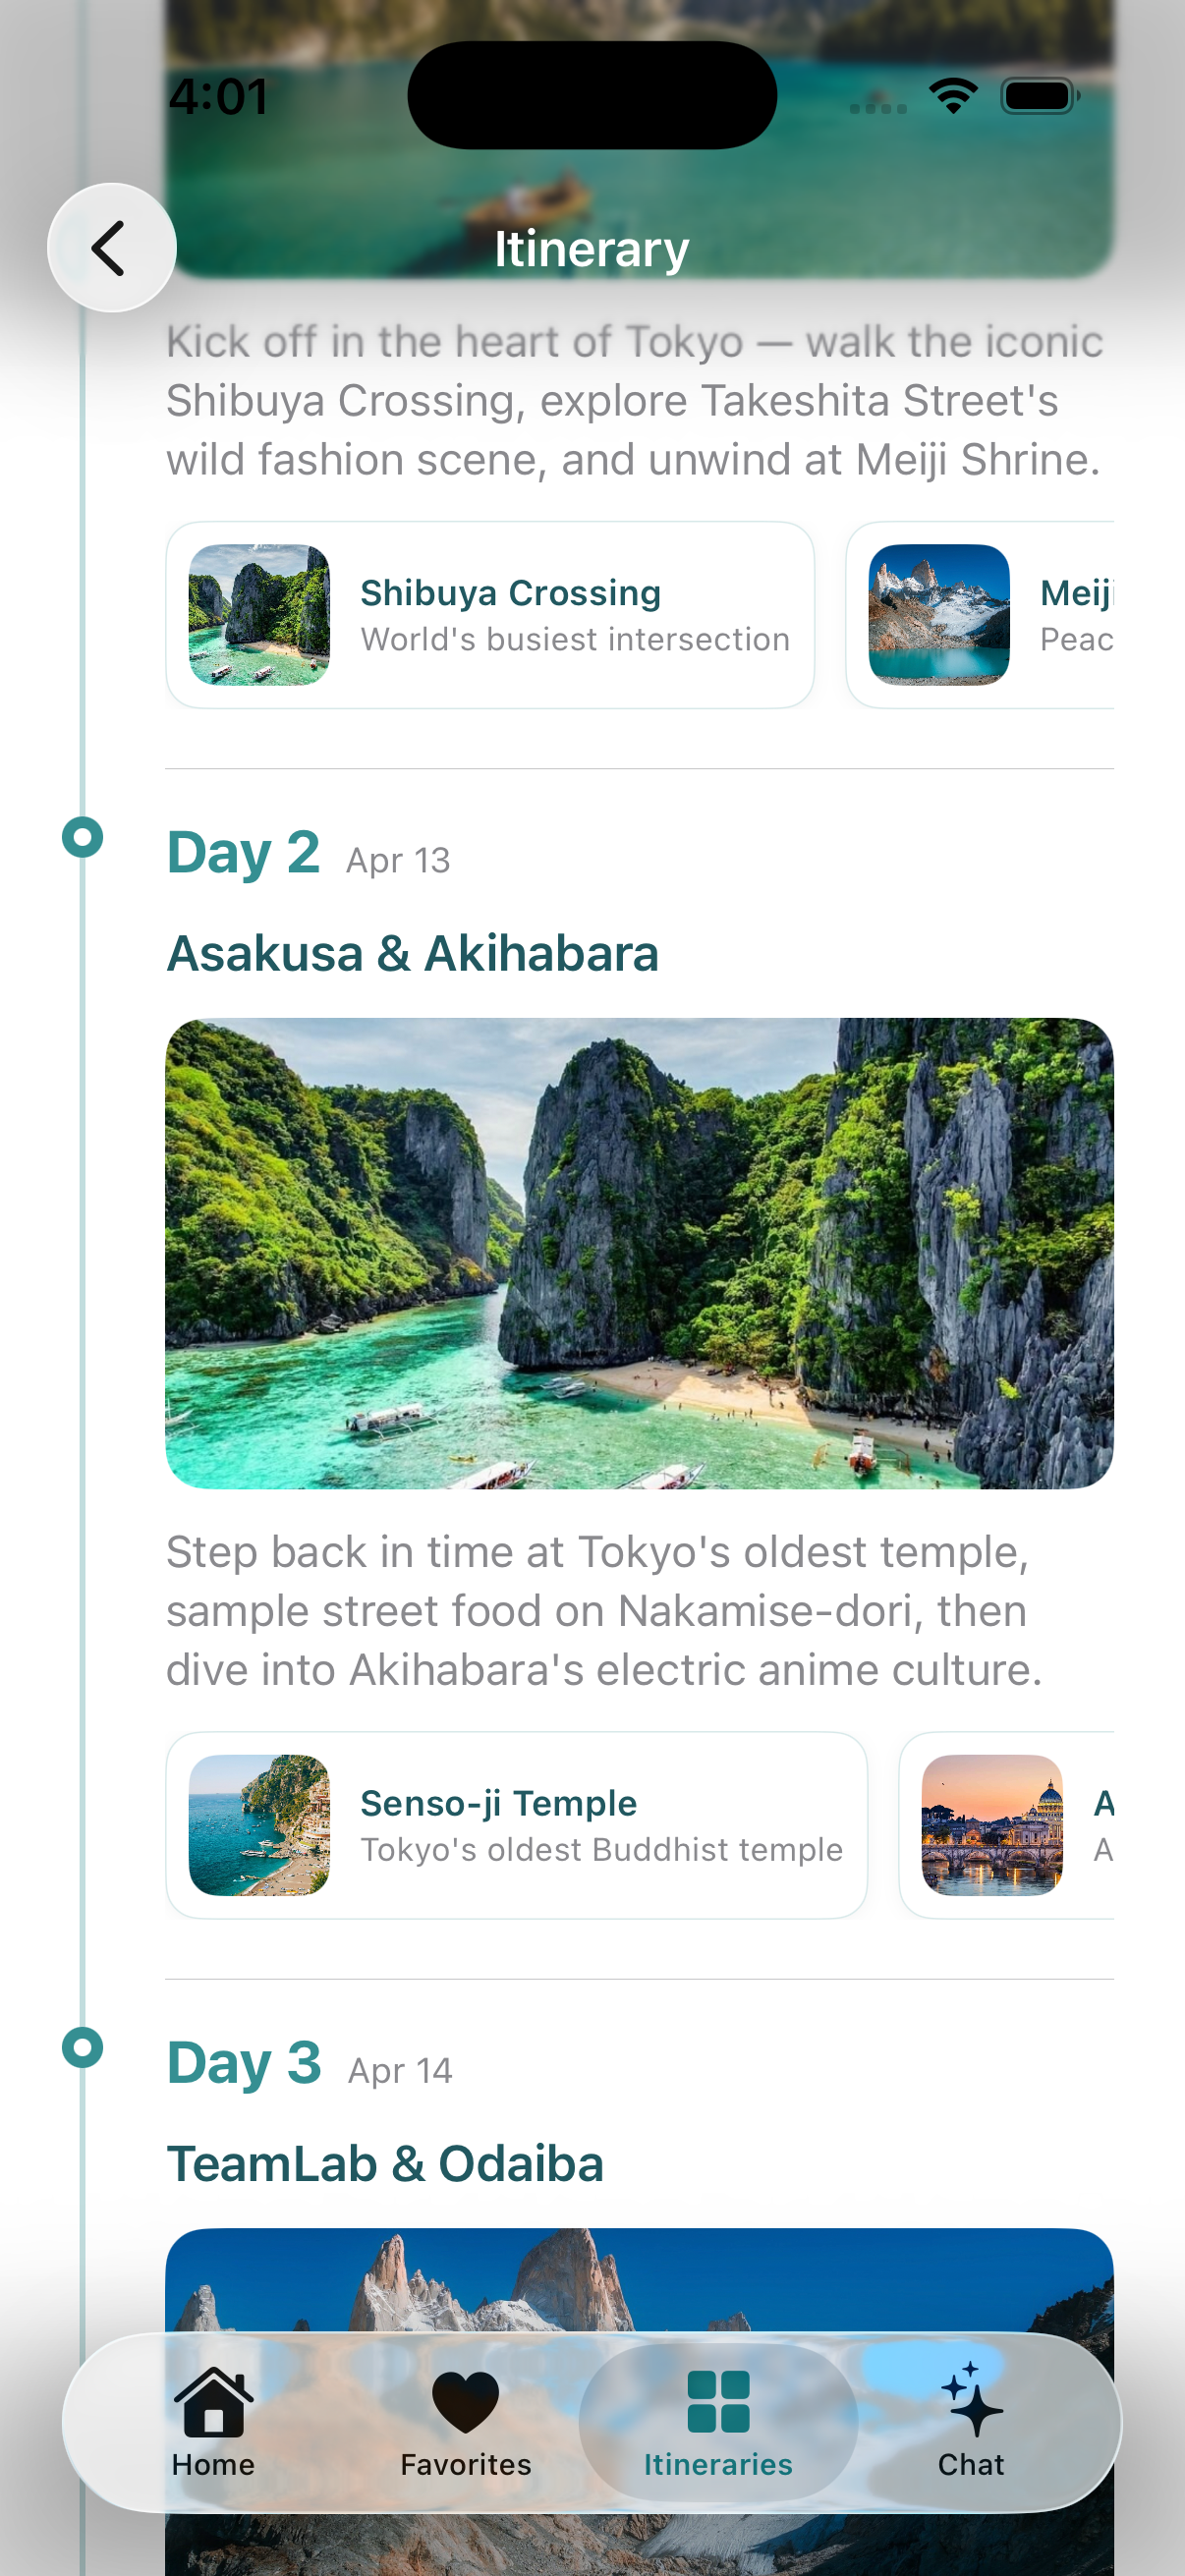 4:01
Itinerary
Kick off in the heart of Tokyo — walk the iconic
Shibuya Crossing, explore Takeshita Street's
wild fashion scene, and unwind at Meiji Shrine.
Shibuya Crossing
World's busiest intersection
Meiji
Peac
Day 2 Apr 13
Asakusa & Akihabara
Step back in time at Tokyo's oldest temple,
sample street food on Nakamise-dori, then
dive into Akihabara's electric anime culture.
Senso-ji Temple
Tokyo's oldest Buddhist temple
A
A
Day 3 Apr 14
TeamLab & Odaiba
Home
Favorites
Itineraries
Chat